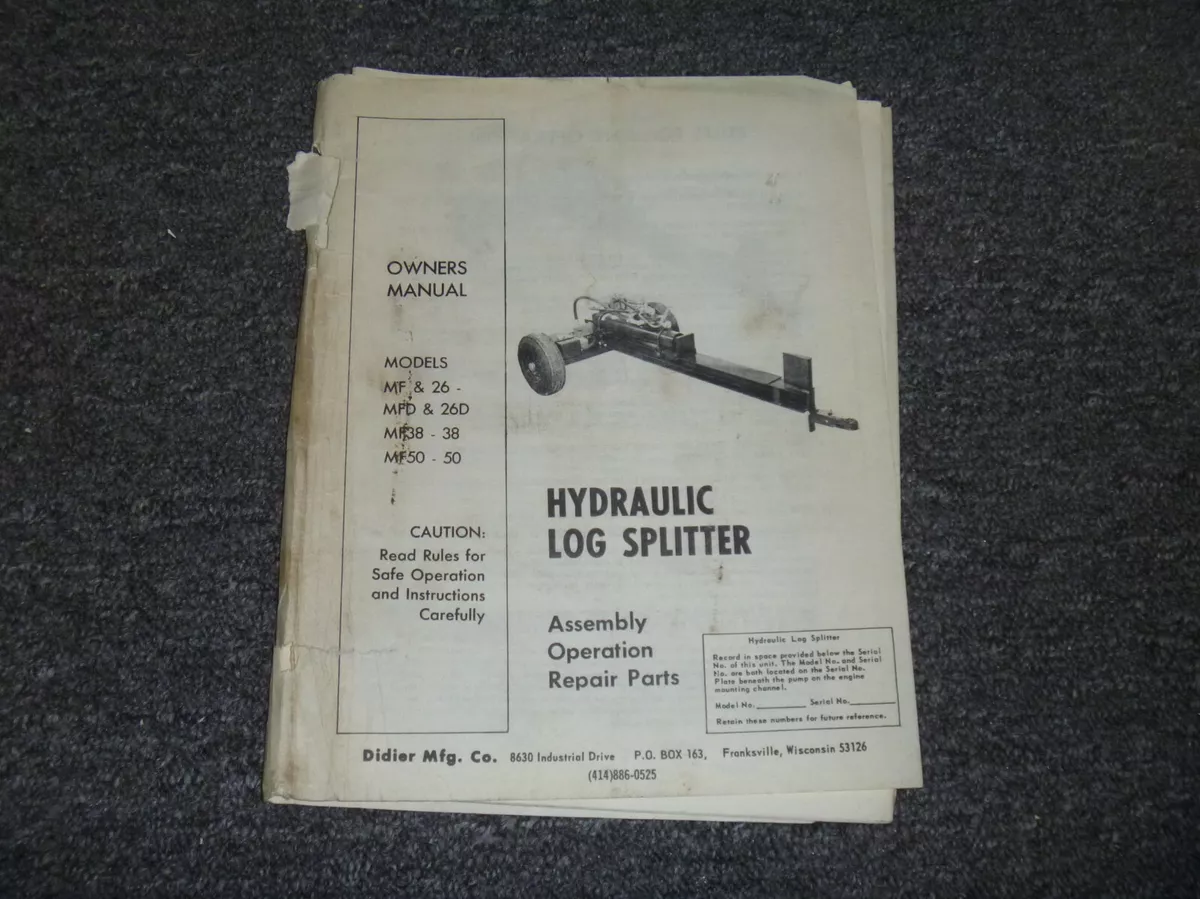 OWNERS
MANUAL
MODELS
MF & 26 -
MFD & 26D
MF38 - 38
MF50 - 50
CAUTION:
Read Rules for
Safe Operation
and Instructions
Carefully
HYDRAULIC
LOG SPLITTER
Assembly
Operation
Repair Parts
Hydraulic Log Splitter
Record in space provided below the Serial
No. of this unit. The Model No. and Serial
No. are both located on the Serial No.
Plate beneath the pump on the engine
mounting channel.
Model No.________ Serial No.________
Retain these numbers for future reference.
Didier Mfg. Co. 8630 Industrial Drive P.O. BOX 163, Franksville, Wisconsin 53126
(414)886-0525